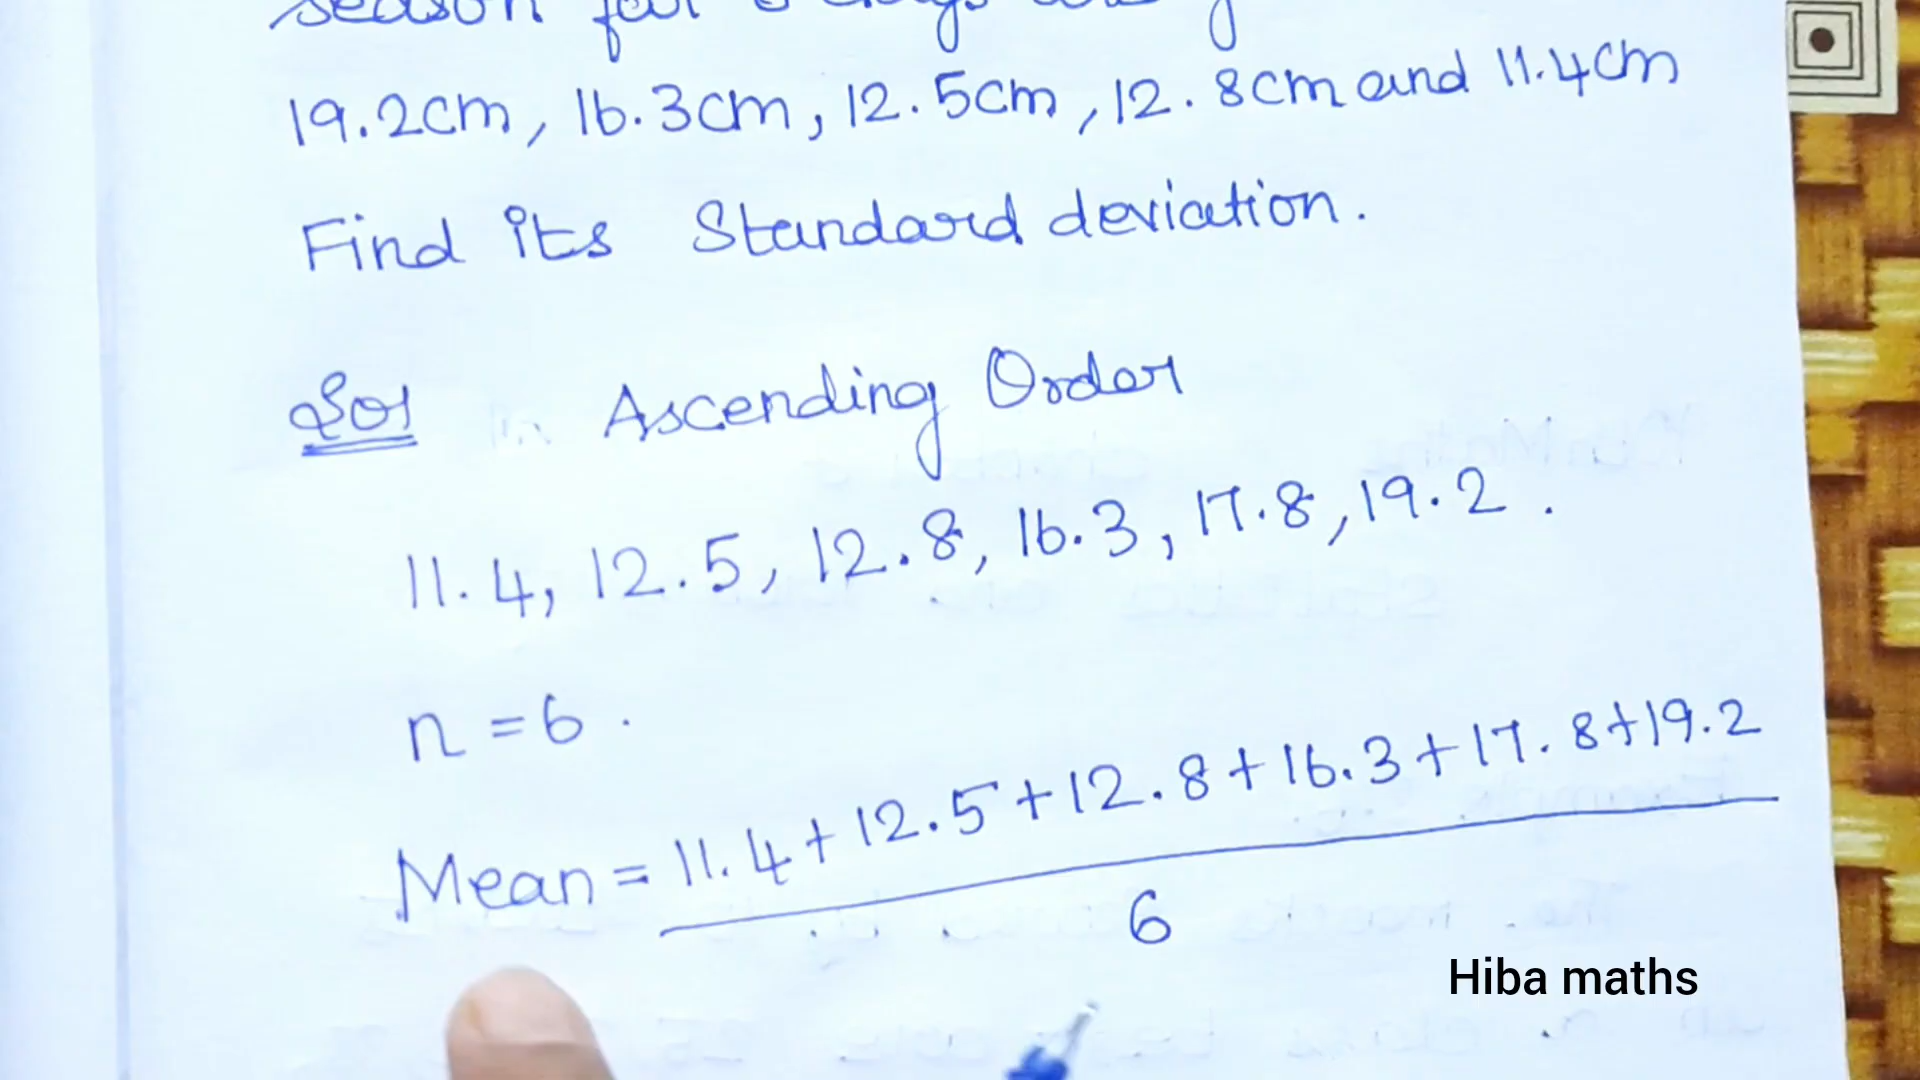 season for
19.2cm, 16.3cm, 12.5cm, 12.8cm and 11.4cm
Find its Standard deviation.
Sol
Ascending Order
11.4, 12.5, 12.8, 16.3, 17.8, 19.2.
n = 6.
Mean = 11.4 + 12.5 + 12.8 + 16.3 + 17.8 + 19.2
6
Hiba maths